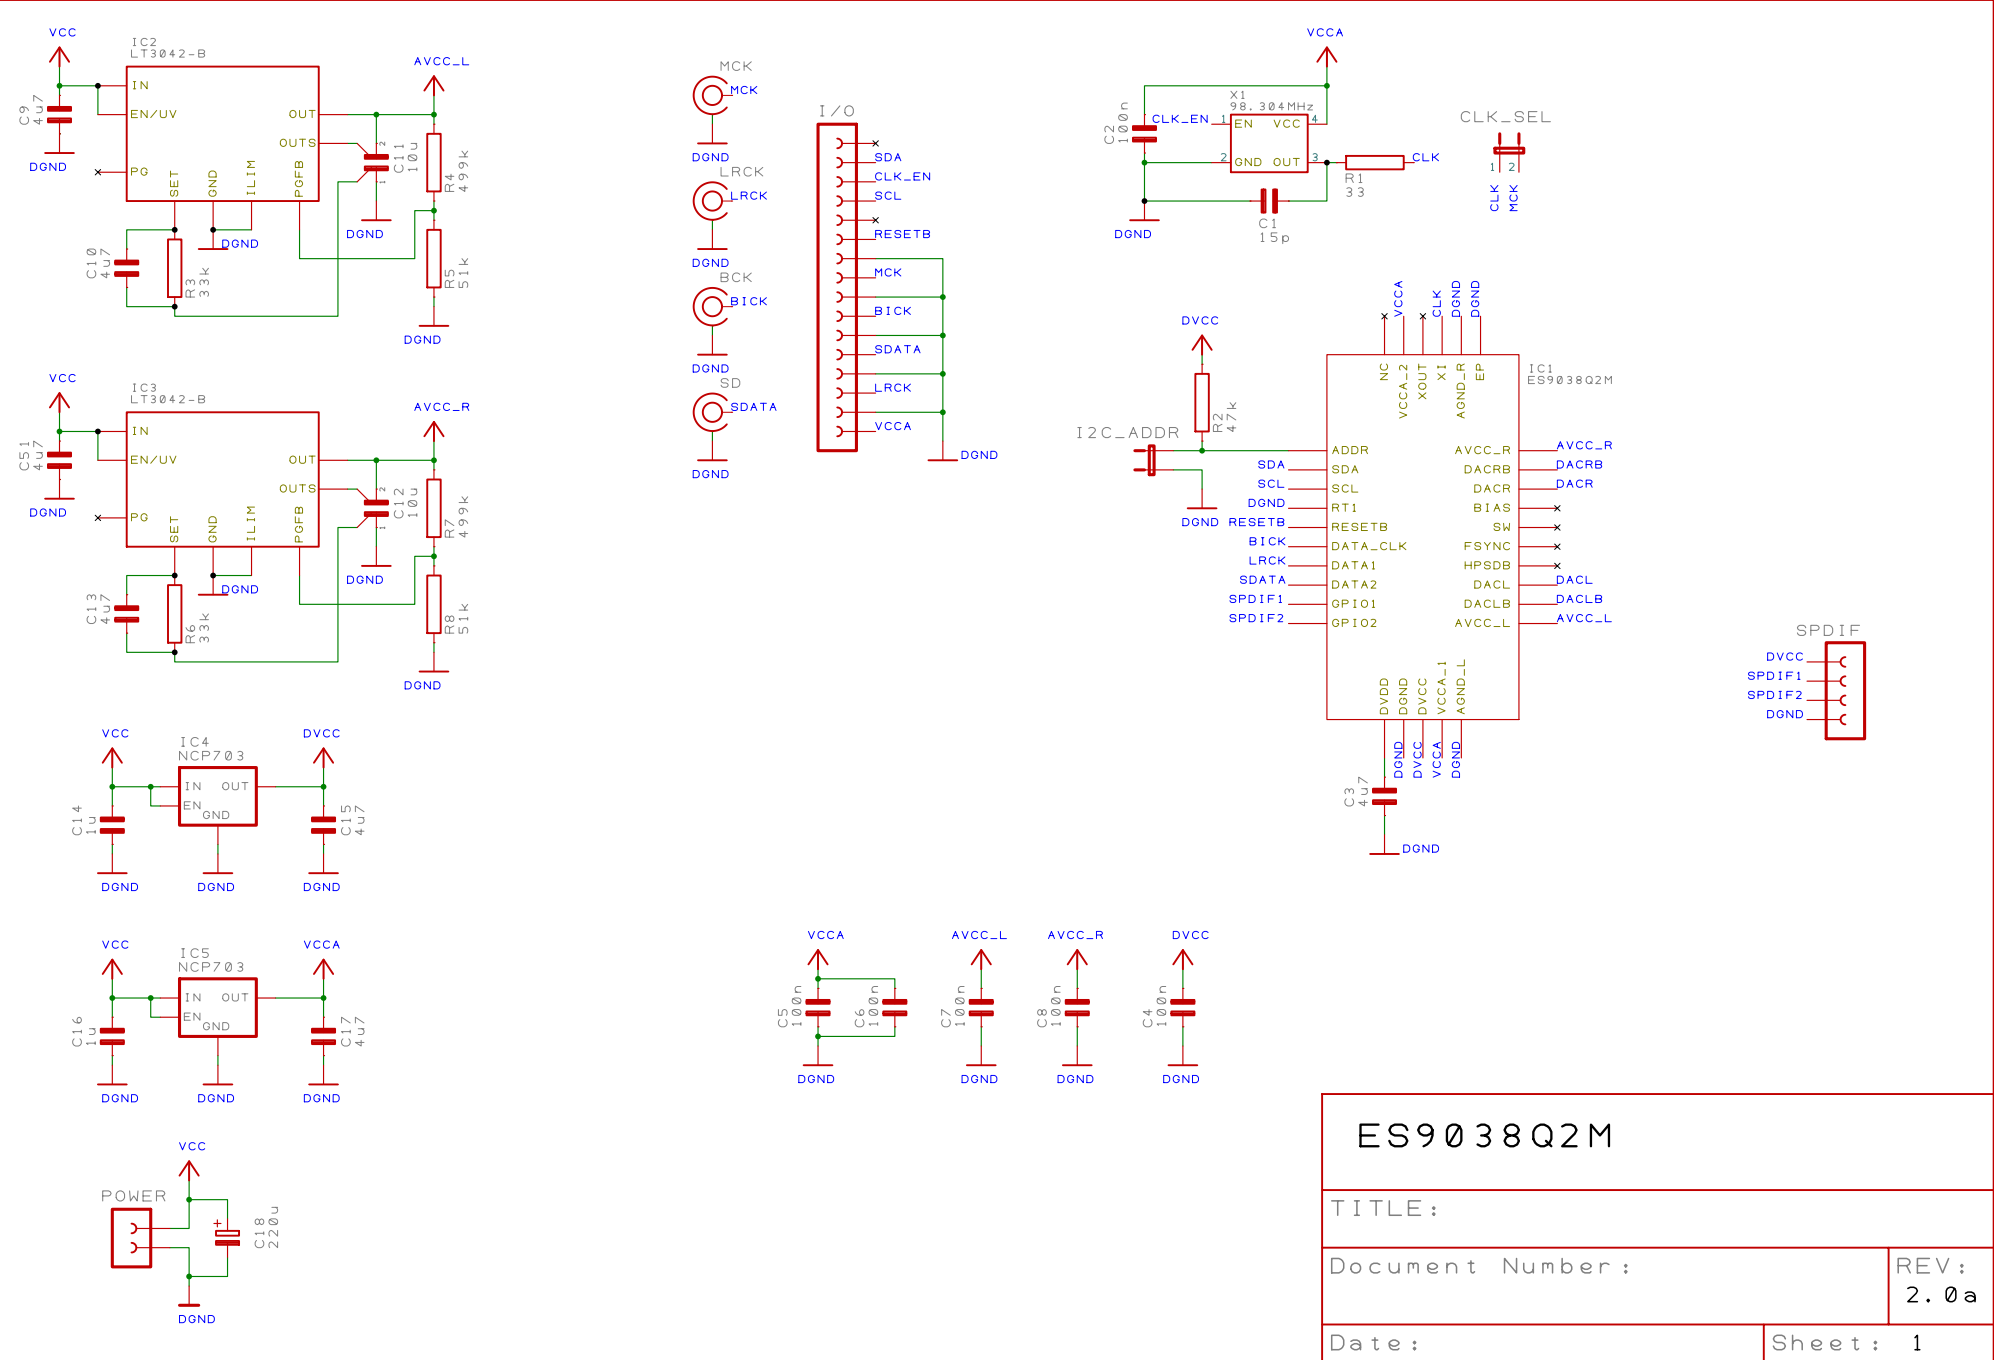 VCC
IC2
LT3042-B
AVCC_L
IN
EN/UV
OUT
OUTS
PG
SET
GND
ILIM
PGFB
C9
4u7
DGND
C11
10u
2
1
R4
499k
DGND
DGND
C10
4u7
R3
33k
R5
51k
DGND
VCC
IC3
LT3042-B
AVCC_R
IN
EN/UV
OUT
OUTS
PG
SET
GND
ILIM
PGFB
C51
4u7
DGND
C12
10u
2
1
R7
499k
DGND
DGND
C13
4u7
R6
33k
R8
51k
DGND
VCC
IC4
NCP703
DVCC
IN
OUT
EN
GND
C14
1u
C15
4u7
DGND
DGND
DGND
VCC
IC5
NCP703
VCCA
IN
OUT
EN
GND
C16
1u
C17
4u7
DGND
DGND
DGND
VCC
POWER
+
C18
220u
DGND
MCK
MCK
DGND
LRCK
LRCK
DGND
BCK
BICK
DGND
SD
SDATA
DGND
I/O
SDA
CLK_EN
SCL
RESETB
MCK
BICK
SDATA
LRCK
VCCA
DGND
VCCA
X1
98.304MHz
C2
100n
CLK_EN
1
EN
VCC
4
2
GND
OUT
3
CLK
R1
33
C1
15p
DGND
CLK_SEL
1
2
CLK
MCK
DVCC
R2
47k
I2C_ADDR
DGND
VCCA
CLK
DGND
DGND
IC1
ES9038Q2M
NC
VCCA_2
XOUT
XI
AGND_R
EP
SDA
SCL
DGND
RESETB
BICK
LRCK
SDATA
SPDIF1
SPDIF2
ADDR
SDA
SCL
RT1
RESETB
DATA_CLK
DATA1
DATA2
GPIO1
GPIO2
AVCC_R
DACRB
DACR
BIAS
SW
FSYNC
HPSDB
DACL
DACLB
AVCC_L
AVCC_R
DACRB
DACR
DACL
DACLB
AVCC_L
DVDD
DGND
DVCC
VCCA_1
AGND_L
DGND
DVCC
VCCA
DGND
C3
4u7
DGND
SPDIF
DVCC
SPDIF1
SPDIF2
DGND
VCCA
C5
100n
C6
100n
DGND
AVCC_L
C7
100n
DGND
AVCC_R
C8
100n
DGND
DVCC
C4
100n
DGND
ES9038Q2M
TITLE:
Document Number:
REV:
2.0a
Date:
Sheet: 1